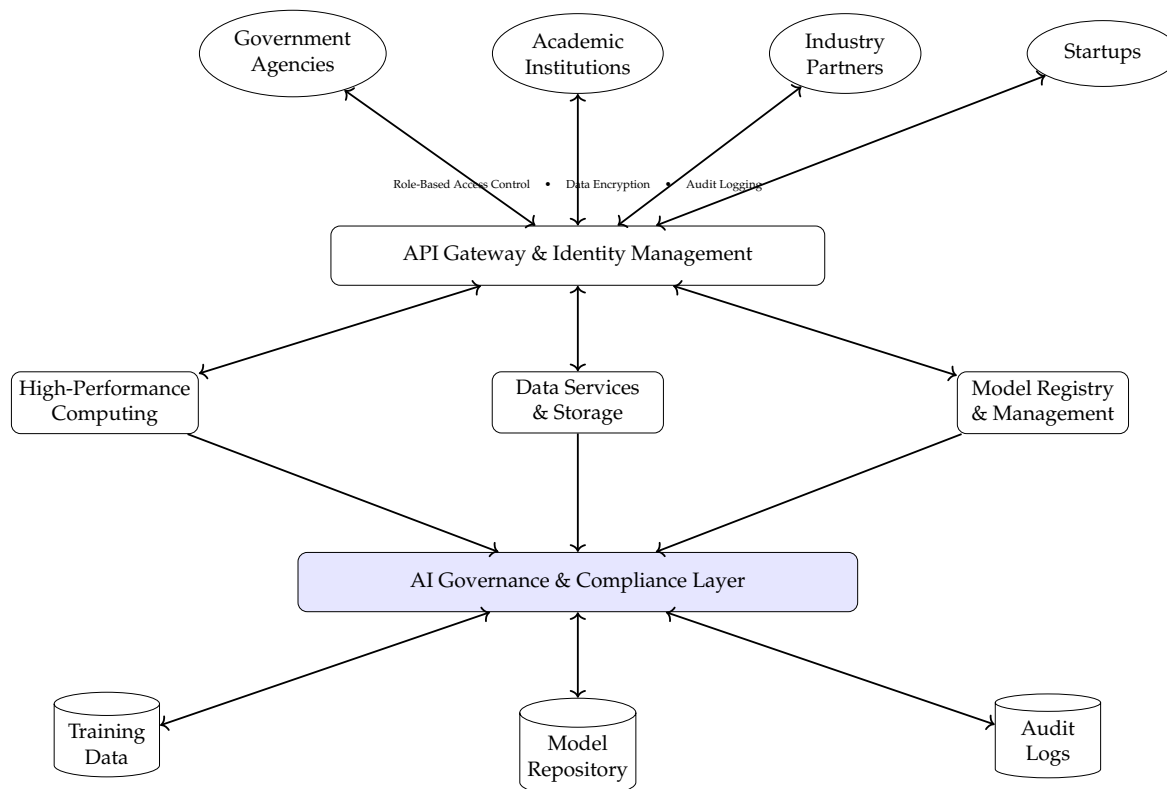 Government
Agencies
Academic
Institutions
Industry
Partners
Startups
Role-Based Access Control • Data Encryption • Audit Logging
API Gateway & Identity Management
High-Performance
Computing
Data Services
& Storage
Model Registry
& Management
AI Governance & Compliance Layer
Training
Data
Model
Repository
Audit
Logs